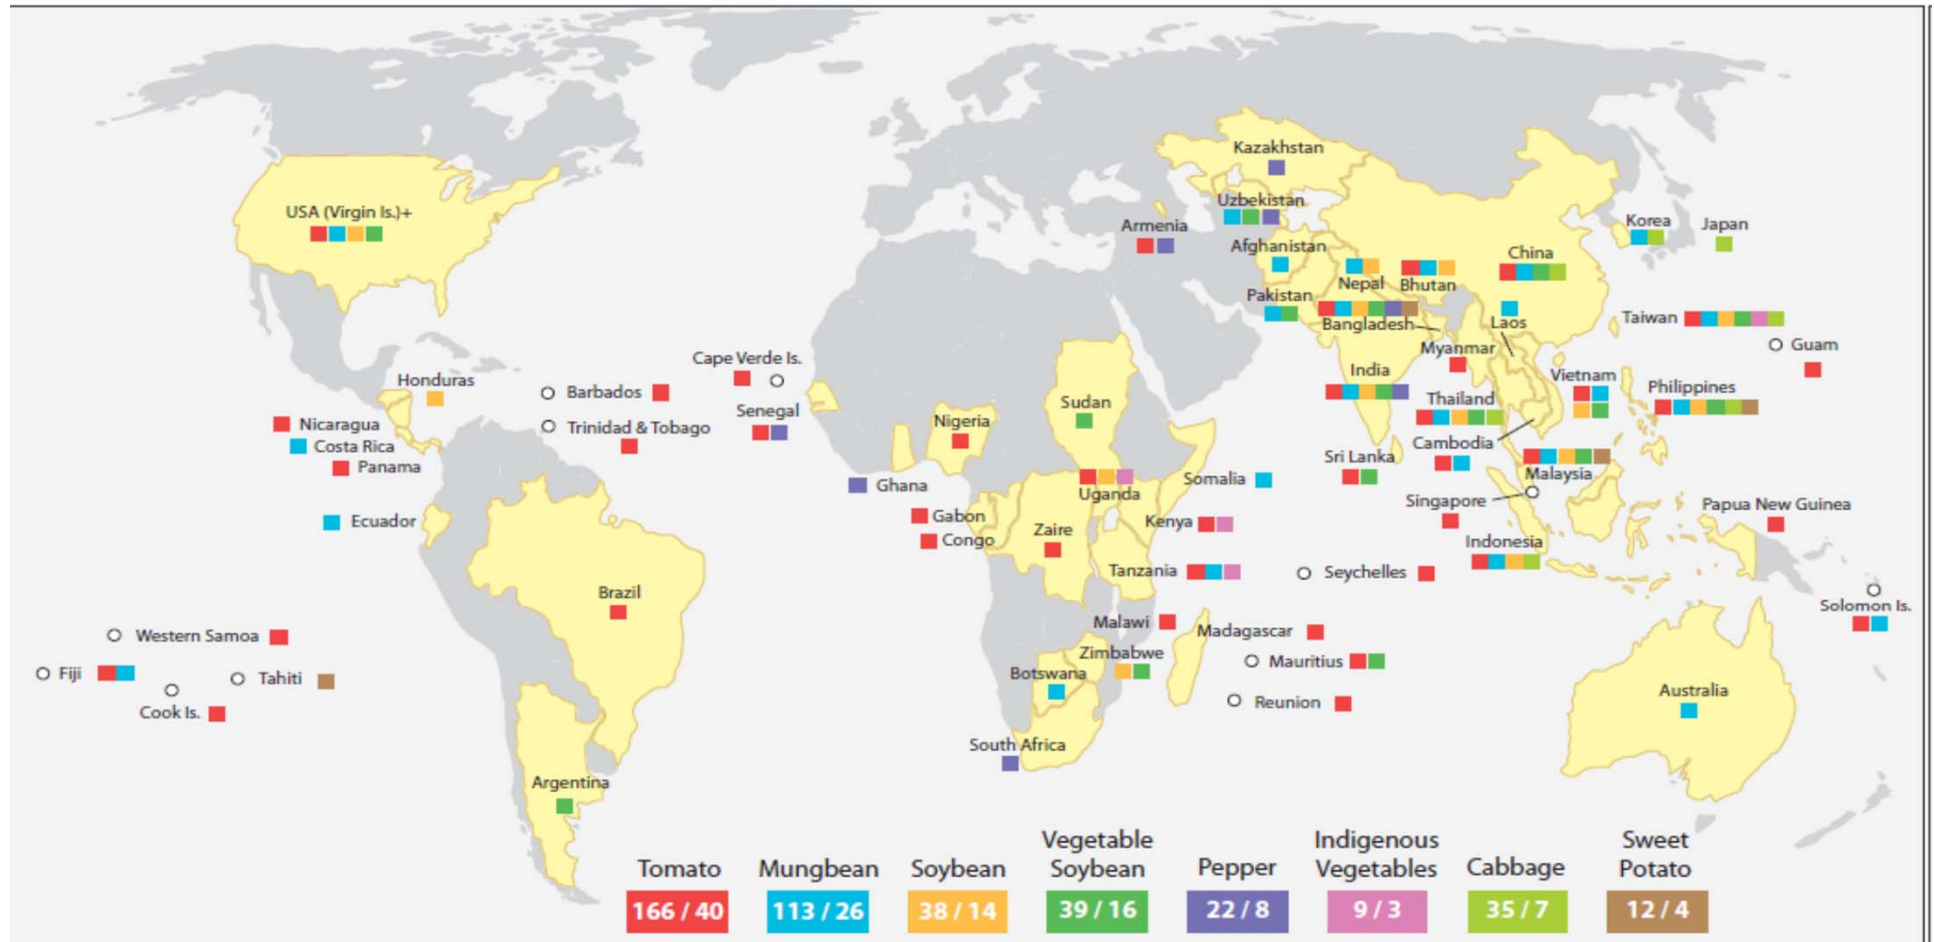 Kazakhstan
USA (Virgin Is.)+
Uzbekistan
Armenia
Korea
Japan
Afghanistan
China
Nepal
Bhutan
Pakistan
Bangladesh
Laos
Taiwan
Guam
Myanmar
Cape Verde Is.
Honduras
Barbados
India
Vietnam
Philippines
Senegal
Sudan
Thailand
Nicaragua
Trinidad & Tobago
Nigeria
Costa Rica
Cambodia
Panama
Sri Lanka
Malaysia
Ghana
Somalia
Uganda
Singapore
Papua New Guinea
Ecuador
Gabon
Kenya
Congo
Zaire
Indonesia
Tanzania
Seychelles
Brazil
Solomon Is.
Malawi
Madagascar
Western Samoa
Zimbabwe
Mauritius
Fiji
Tahiti
Botswana
Australia
Reunion
Cook Is.
South Africa
Argentina
Tomato
Mungbean
Soybean
Vegetable
Soybean
Pepper
Indigenous
Vegetables
Cabbage
Sweet
Potato
166 / 40
113 / 26
38 / 14
39 / 16
22 / 8
9 / 3
35 / 7
12 / 4